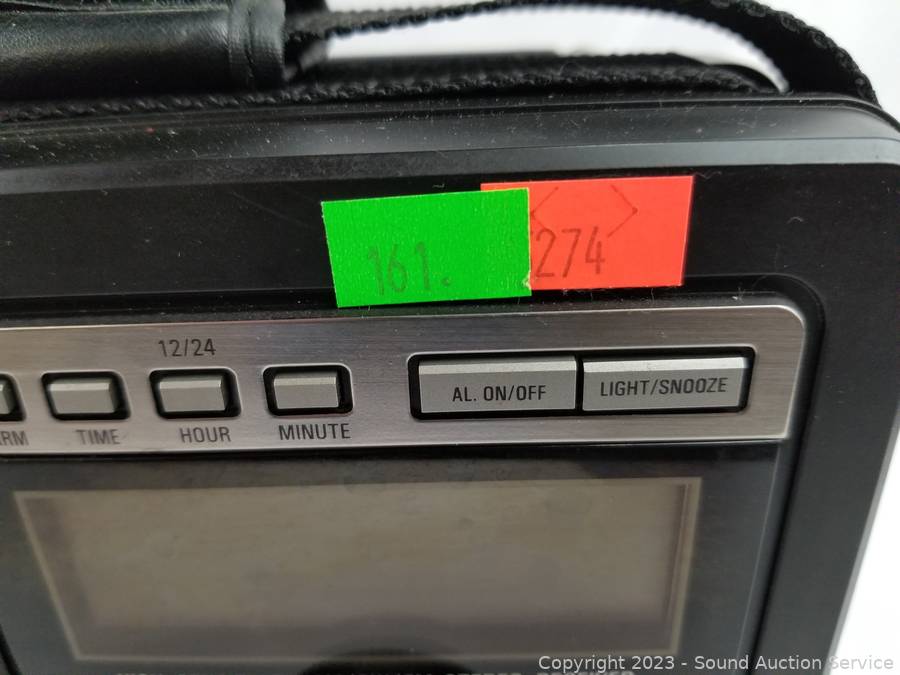 161.
274
12/24
TIME
HOUR
MINUTE
AL. ON/OFF
LIGHT/SNOOZE
Copyright 2023 - Sound Auction Service